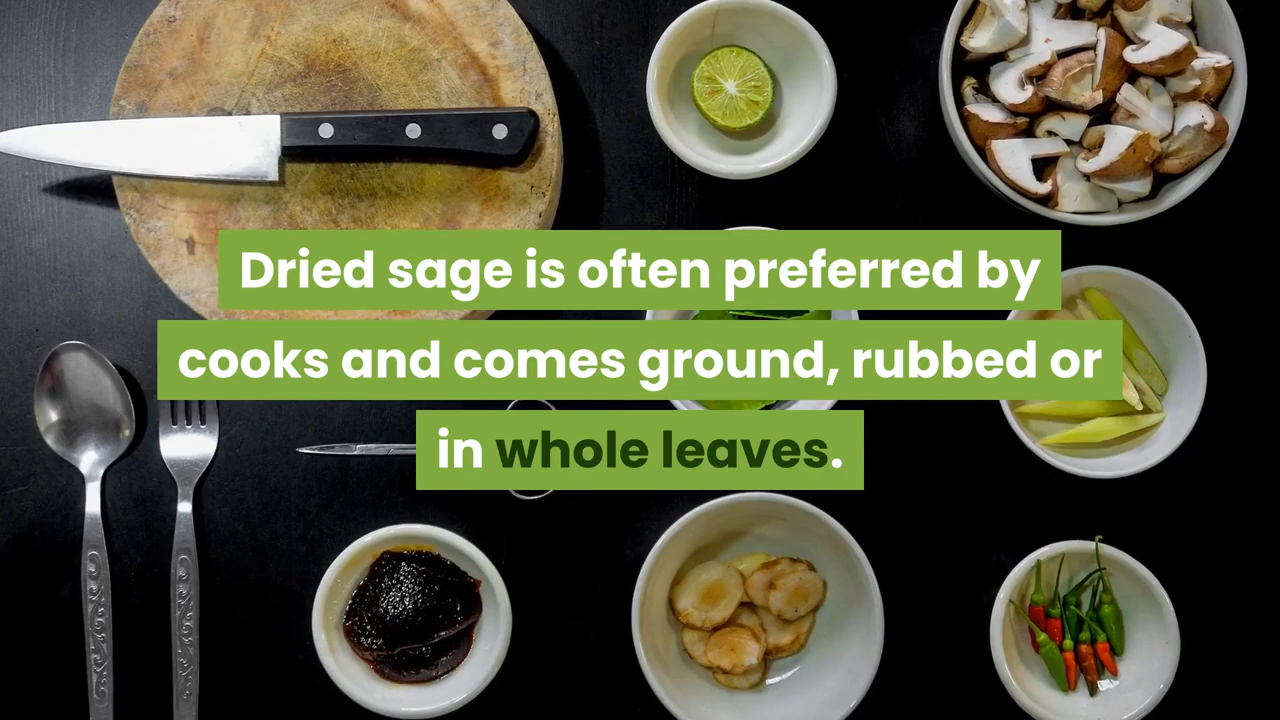 Dried sage is often preferred by
cooks and comes ground, rubbed or
in whole leaves.